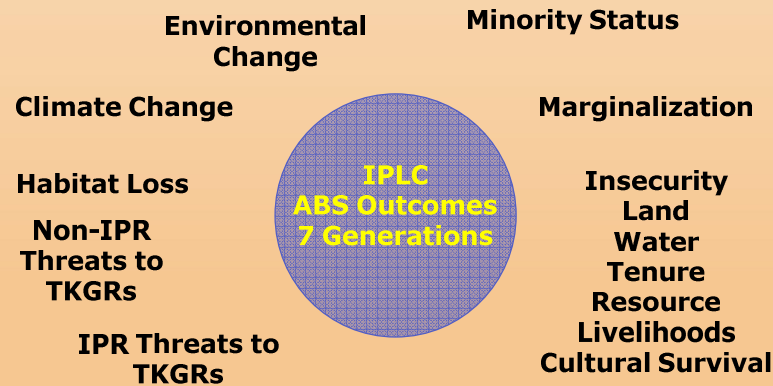 Environmental
Change
Minority Status
Climate Change
Marginalization
Habitat Loss
IPLC
ABS Outcomes
7 Generations
Non-IPR
Threats to
TKGRs
IPR Threats to
TKGRs
Insecurity
Land
Water
Tenure
Resource
Livelihoods
Cultural Survival